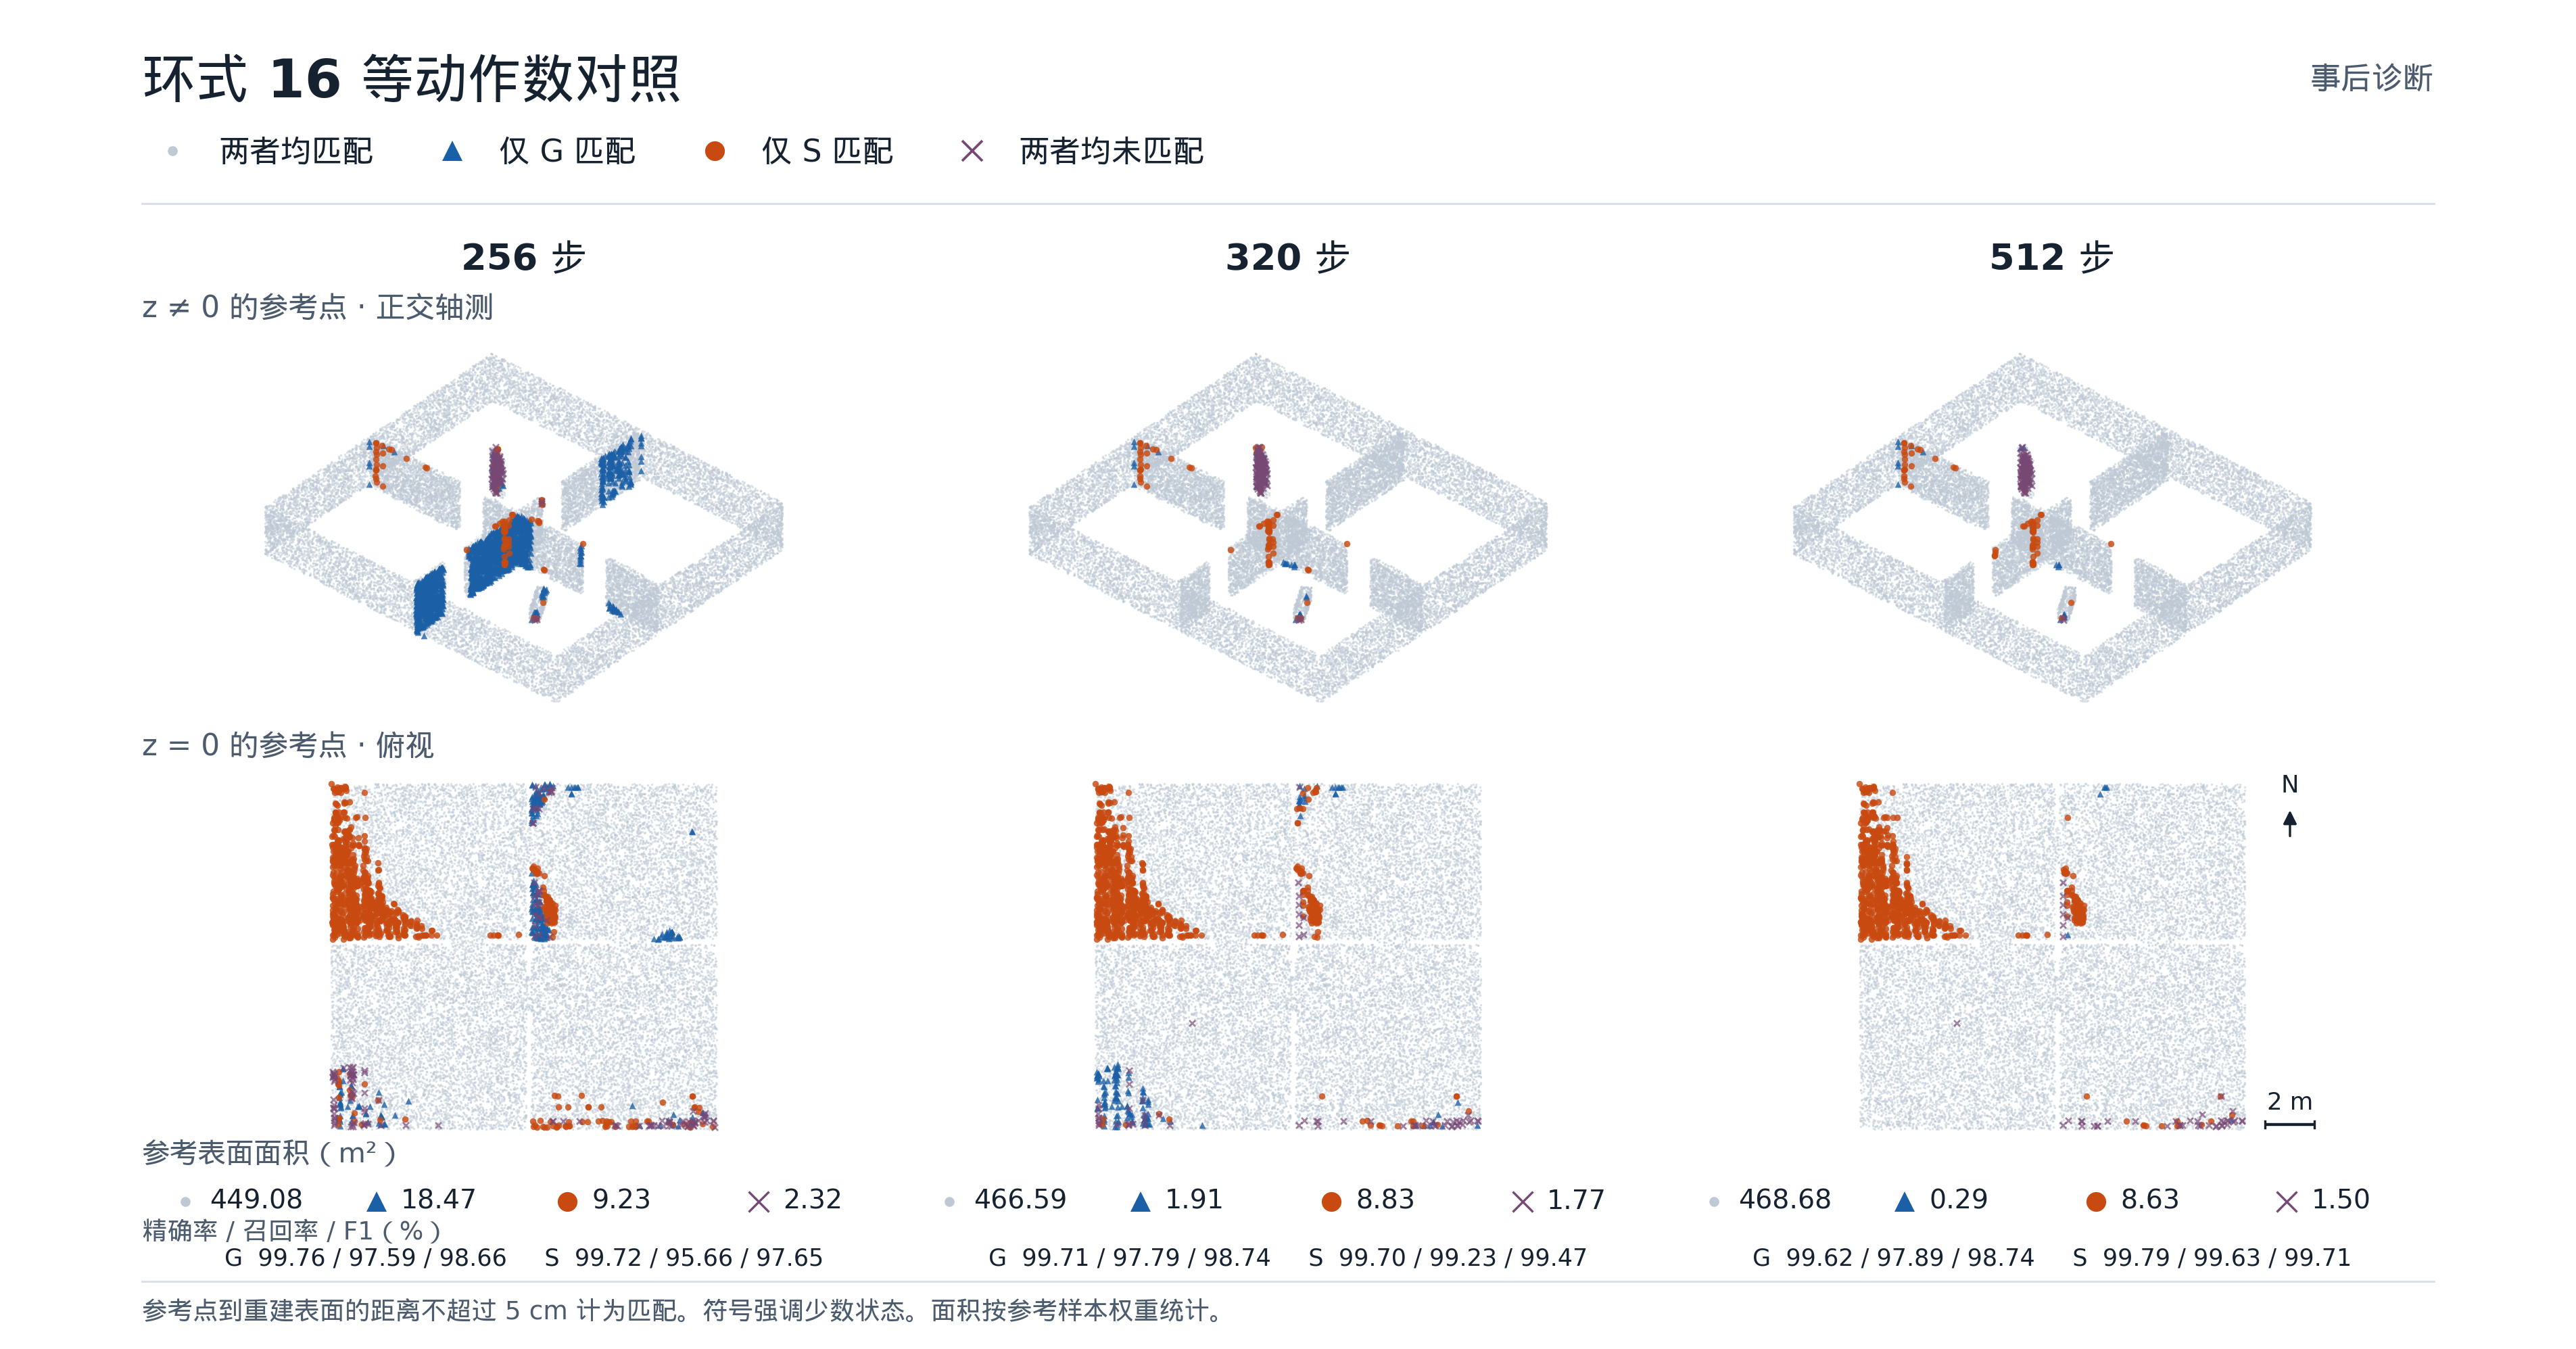 环式 16 等动作数对照
事后诊断
两者均匹配 仅 G 匹配 仅 S 匹配 两者均未匹配
256 步 320 步 512 步
z ≠ 0 的参考点 · 正交轴测
z = 0 的参考点 · 俯视
N
2 m
参考表面面积（m²）
449.08 18.47 9.23 2.32 466.59 1.91 8.83 1.77 468.68 0.29 8.63 1.50
精确率 / 召回率 / F1（%）
G 99.76 / 97.59 / 98.66 S 99.72 / 95.66 / 97.65 G 99.71 / 97.79 / 98.74 S 99.70 / 99.23 / 99.47 G 99.62 / 97.89 / 98.74 S 99.79 / 99.63 / 99.71
参考点到重建表面的距离不超过 5 cm 计为匹配。符号强调少数状态。面积按参考样本权重统计。